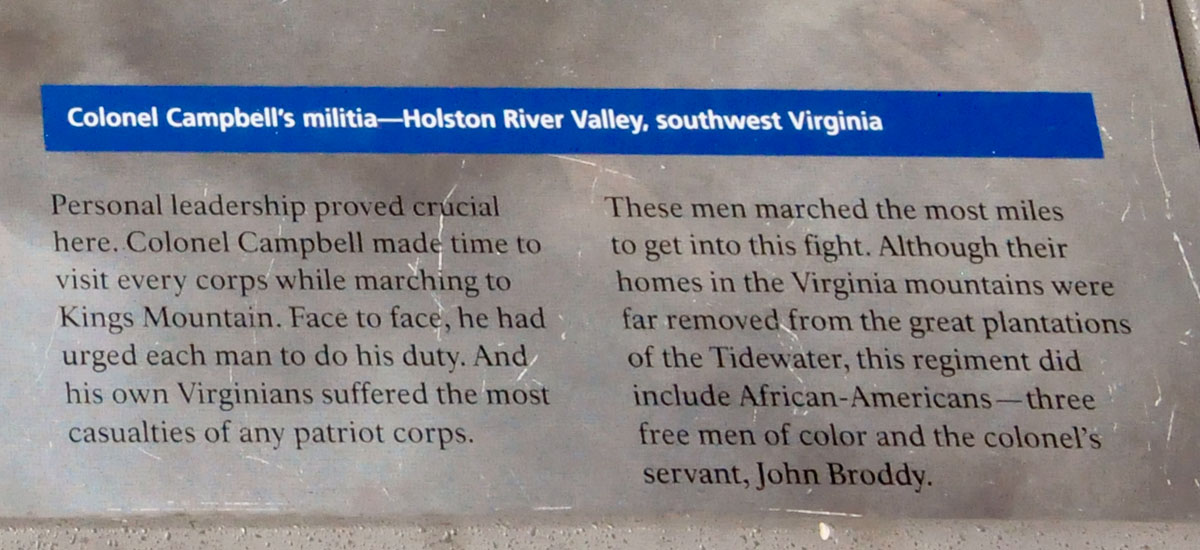 Colonel Campbell's militia—Holston River Valley, southwest Virginia
Personal leadership proved crucial
here. Colonel Campbell made time to
visit every corps while marching to
Kings Mountain. Face to face, he had
urged each man to do his duty. And
his own Virginians suffered the most
casualties of any patriot corps.
These men marched the most miles
to get into this fight. Although their
homes in the Virginia mountains were
far removed from the great plantations
of the Tidewater, this regiment did
include African-Americans—three
free men of color and the colonel's
servant, John Broddy.